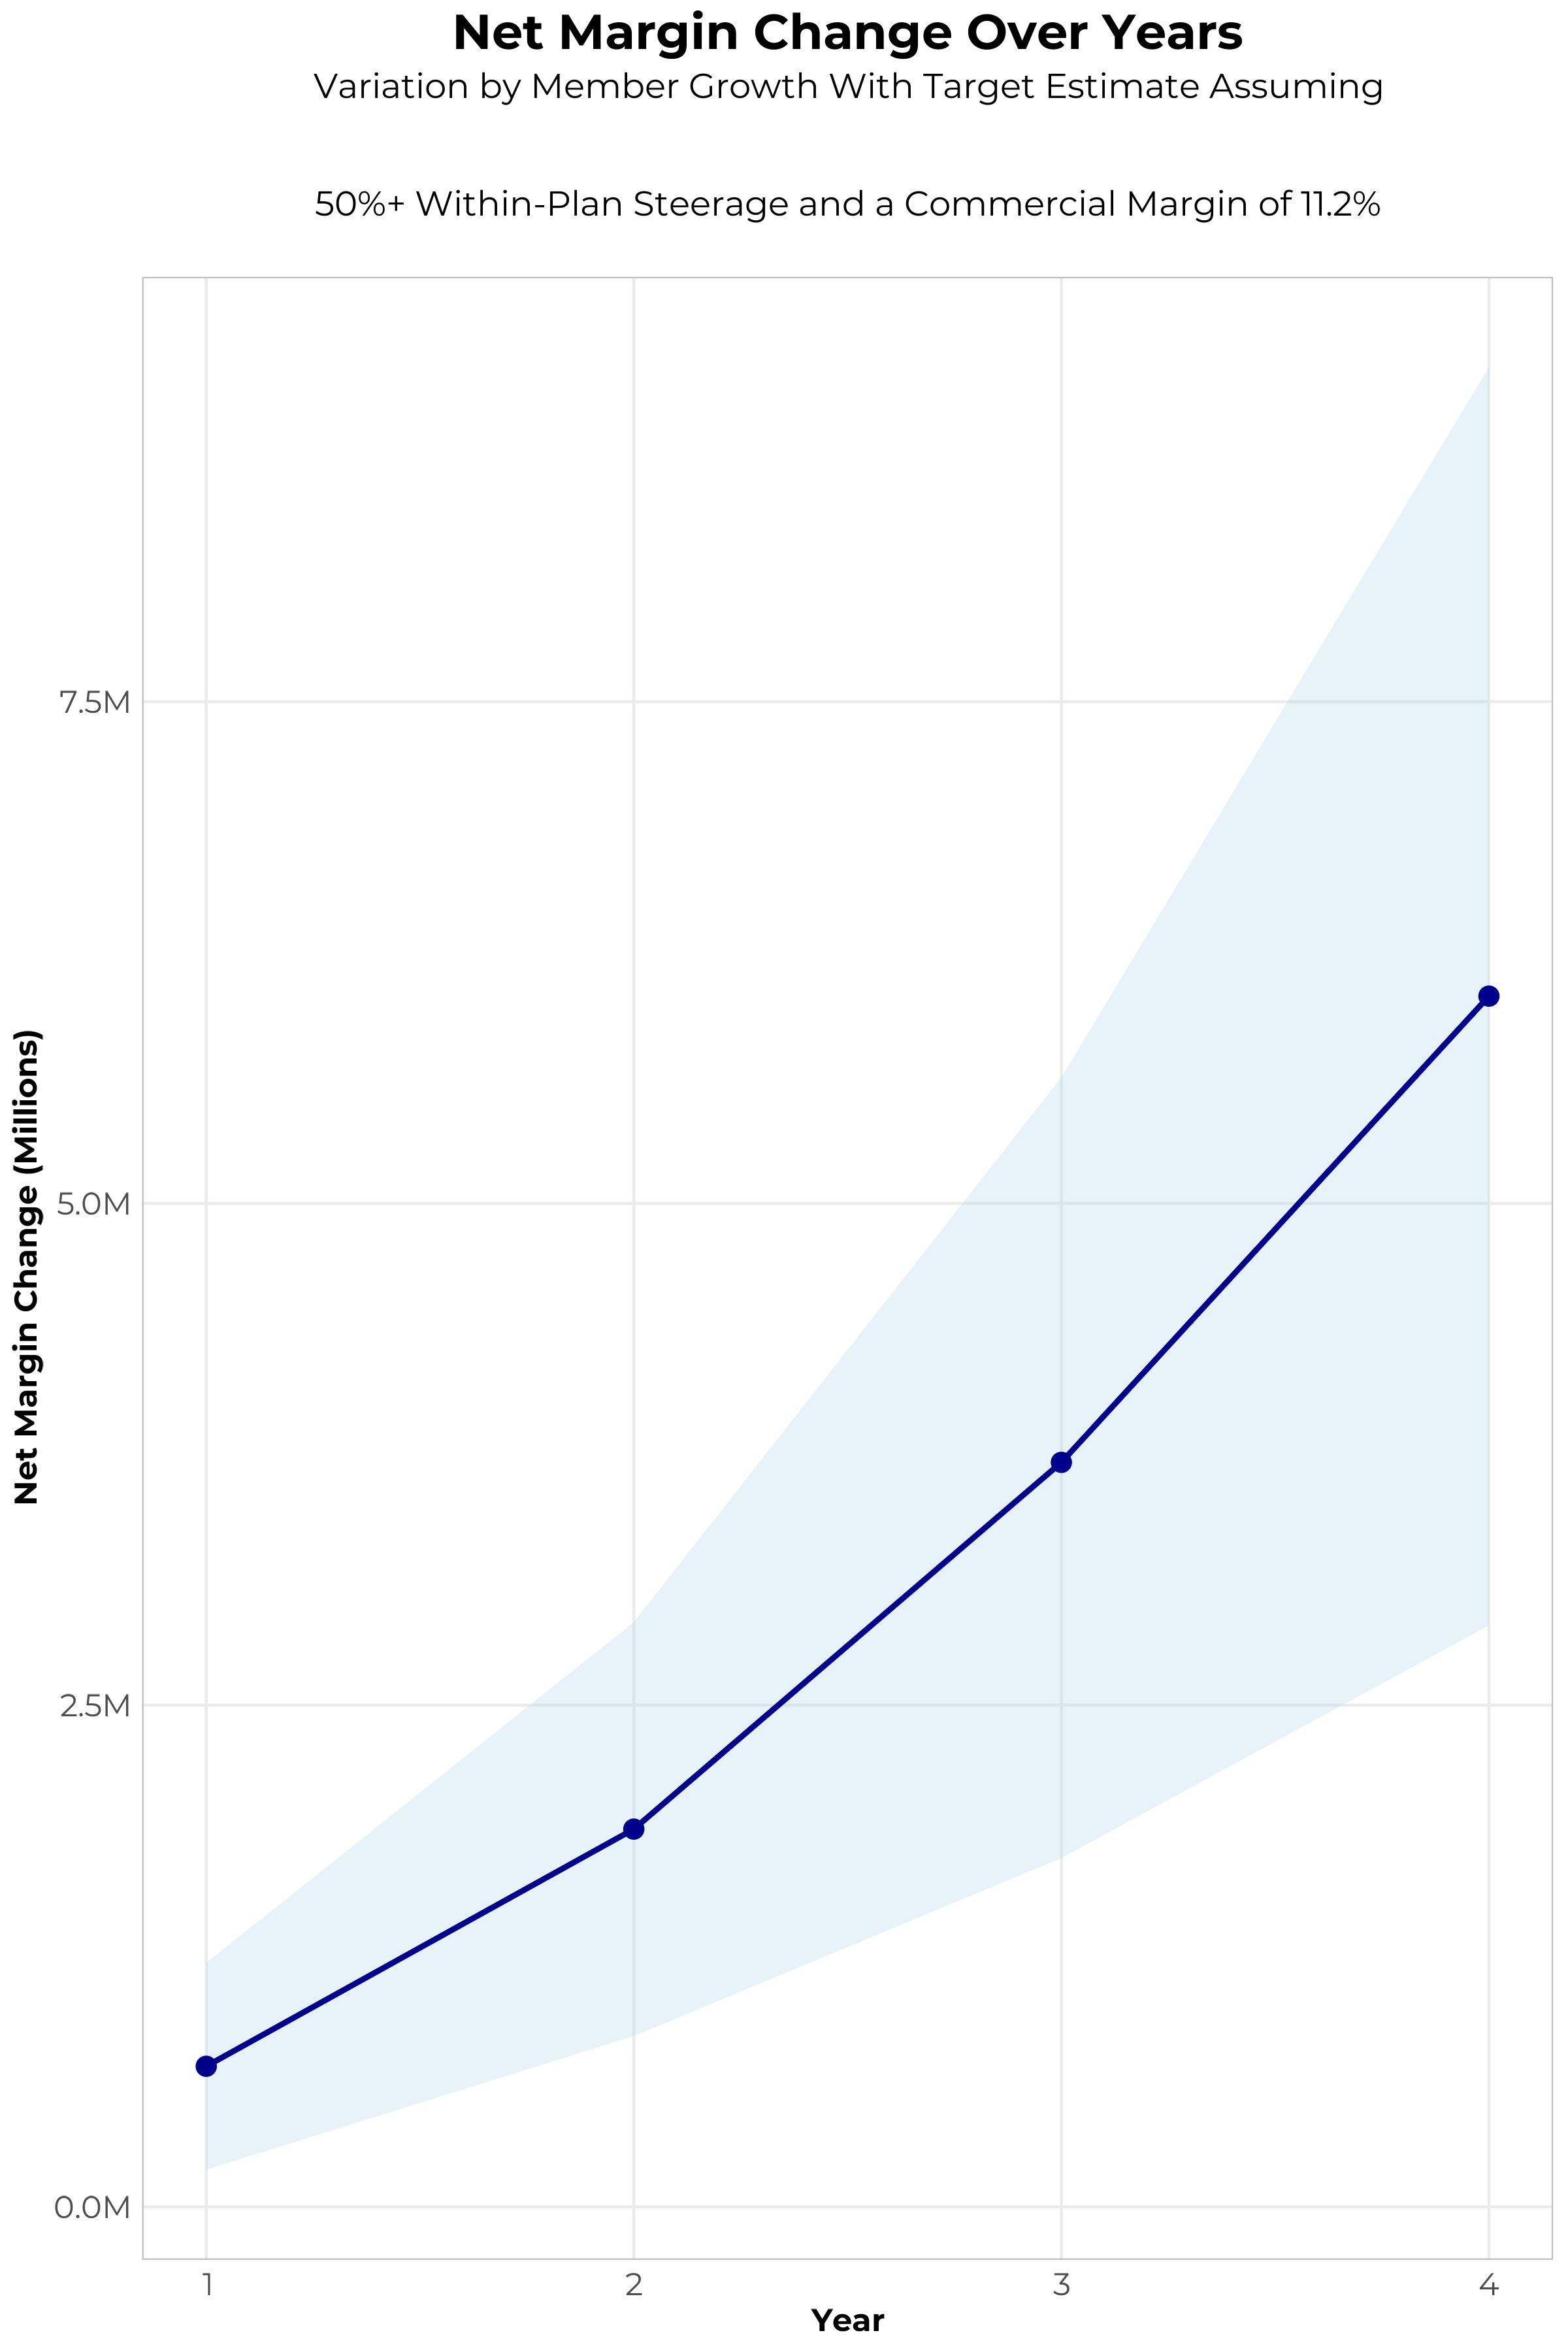 Net Margin Change Over Years
Variation by Member Growth With Target Estimate Assuming
50%+ Within-Plan Steerage and a Commercial Margin of 11.2%
Net Margin Change (Millions)
7.5M
5.0M
2.5M
0.0M
1
2
3
4
Year